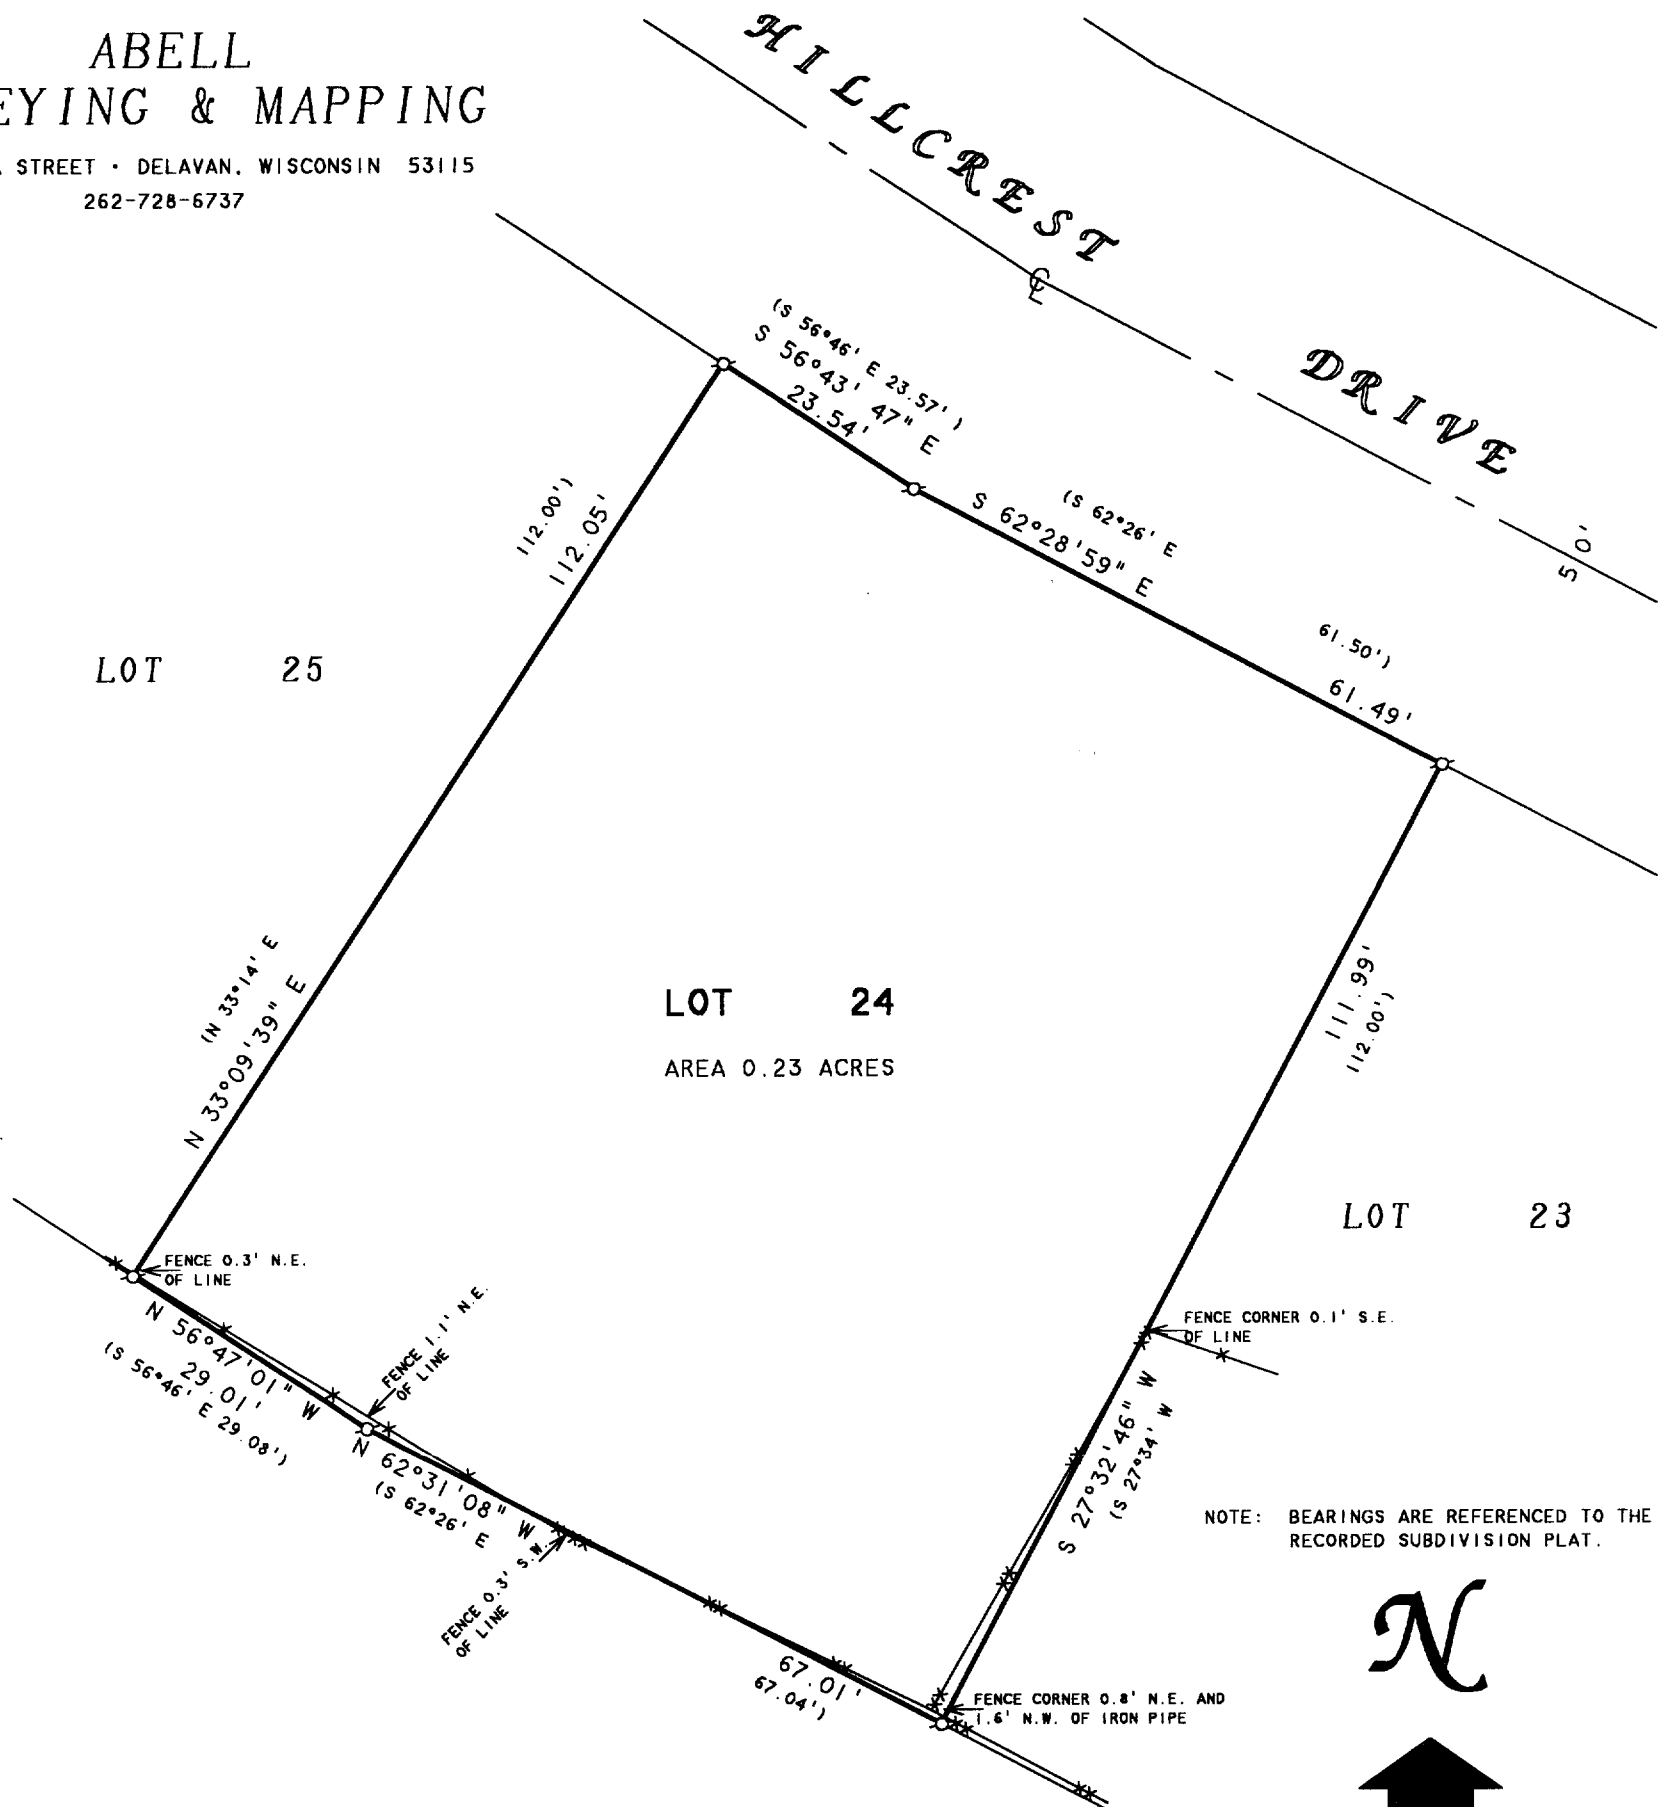 ABELL
EYING & MAPPING
STREET · DELAVAN, WISCONSIN 53115
262-728-6737
HILLCREST
DRIVE
℄
50'
(S 56°46' E 23.57')
S 56°43'47" E
23.54'
(S 62°26' E
S 62°28'59" E
61.50')
61.49'
112.00')
112.05'
LOT 25
(N 33°14' E
N 33°09'39" E
LOT 24
AREA 0.23 ACRES
111.99'
112.00')
LOT 23
FENCE 0.3' N.E.
OF LINE
N 56°47'01" W
29.01'
(S 56°46' E 29.08')
FENCE 1.1' N.E.
OF LINE
N 62°31'08" W
(S 62°26' E
FENCE 0.3' S.W.
OF LINE
67.01'
67.04')
FENCE CORNER 0.1' S.E.
OF LINE
S 27°32'46" W
(S 27°34' W
FENCE CORNER 0.8' N.E. AND
1.6' N.W. OF IRON PIPE
NOTE: BEARINGS ARE REFERENCED TO THE
RECORDED SUBDIVISION PLAT.
N